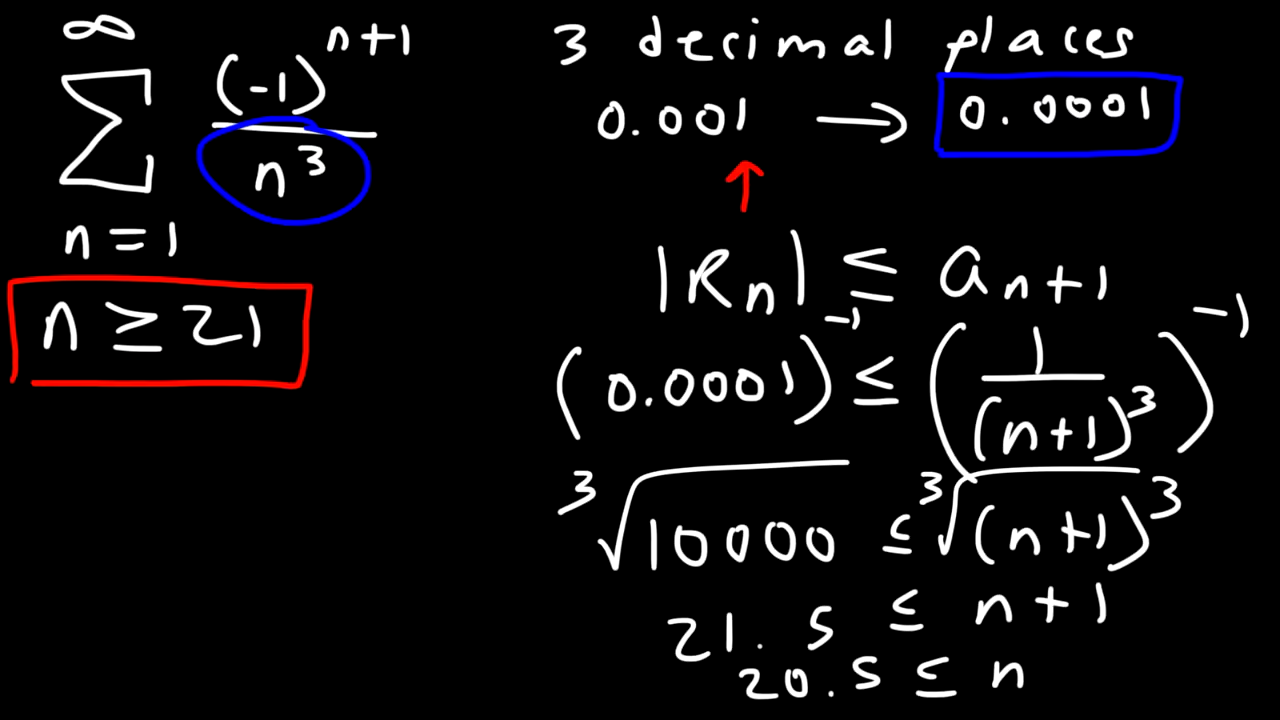 ∞
∑ (-1)^{n+1} / n^3
n = 1
n ≥ 21
3 decimal places
0.001 → 0.0001
|R_n| ≤ a_{n+1}
(0.0001)^{-1} ≤ (1 / (n+1)^3)^{-1}
∛10000 ≤ ∛(n+1)^3
21.5 ≤ n+1
20.5 ≤ n